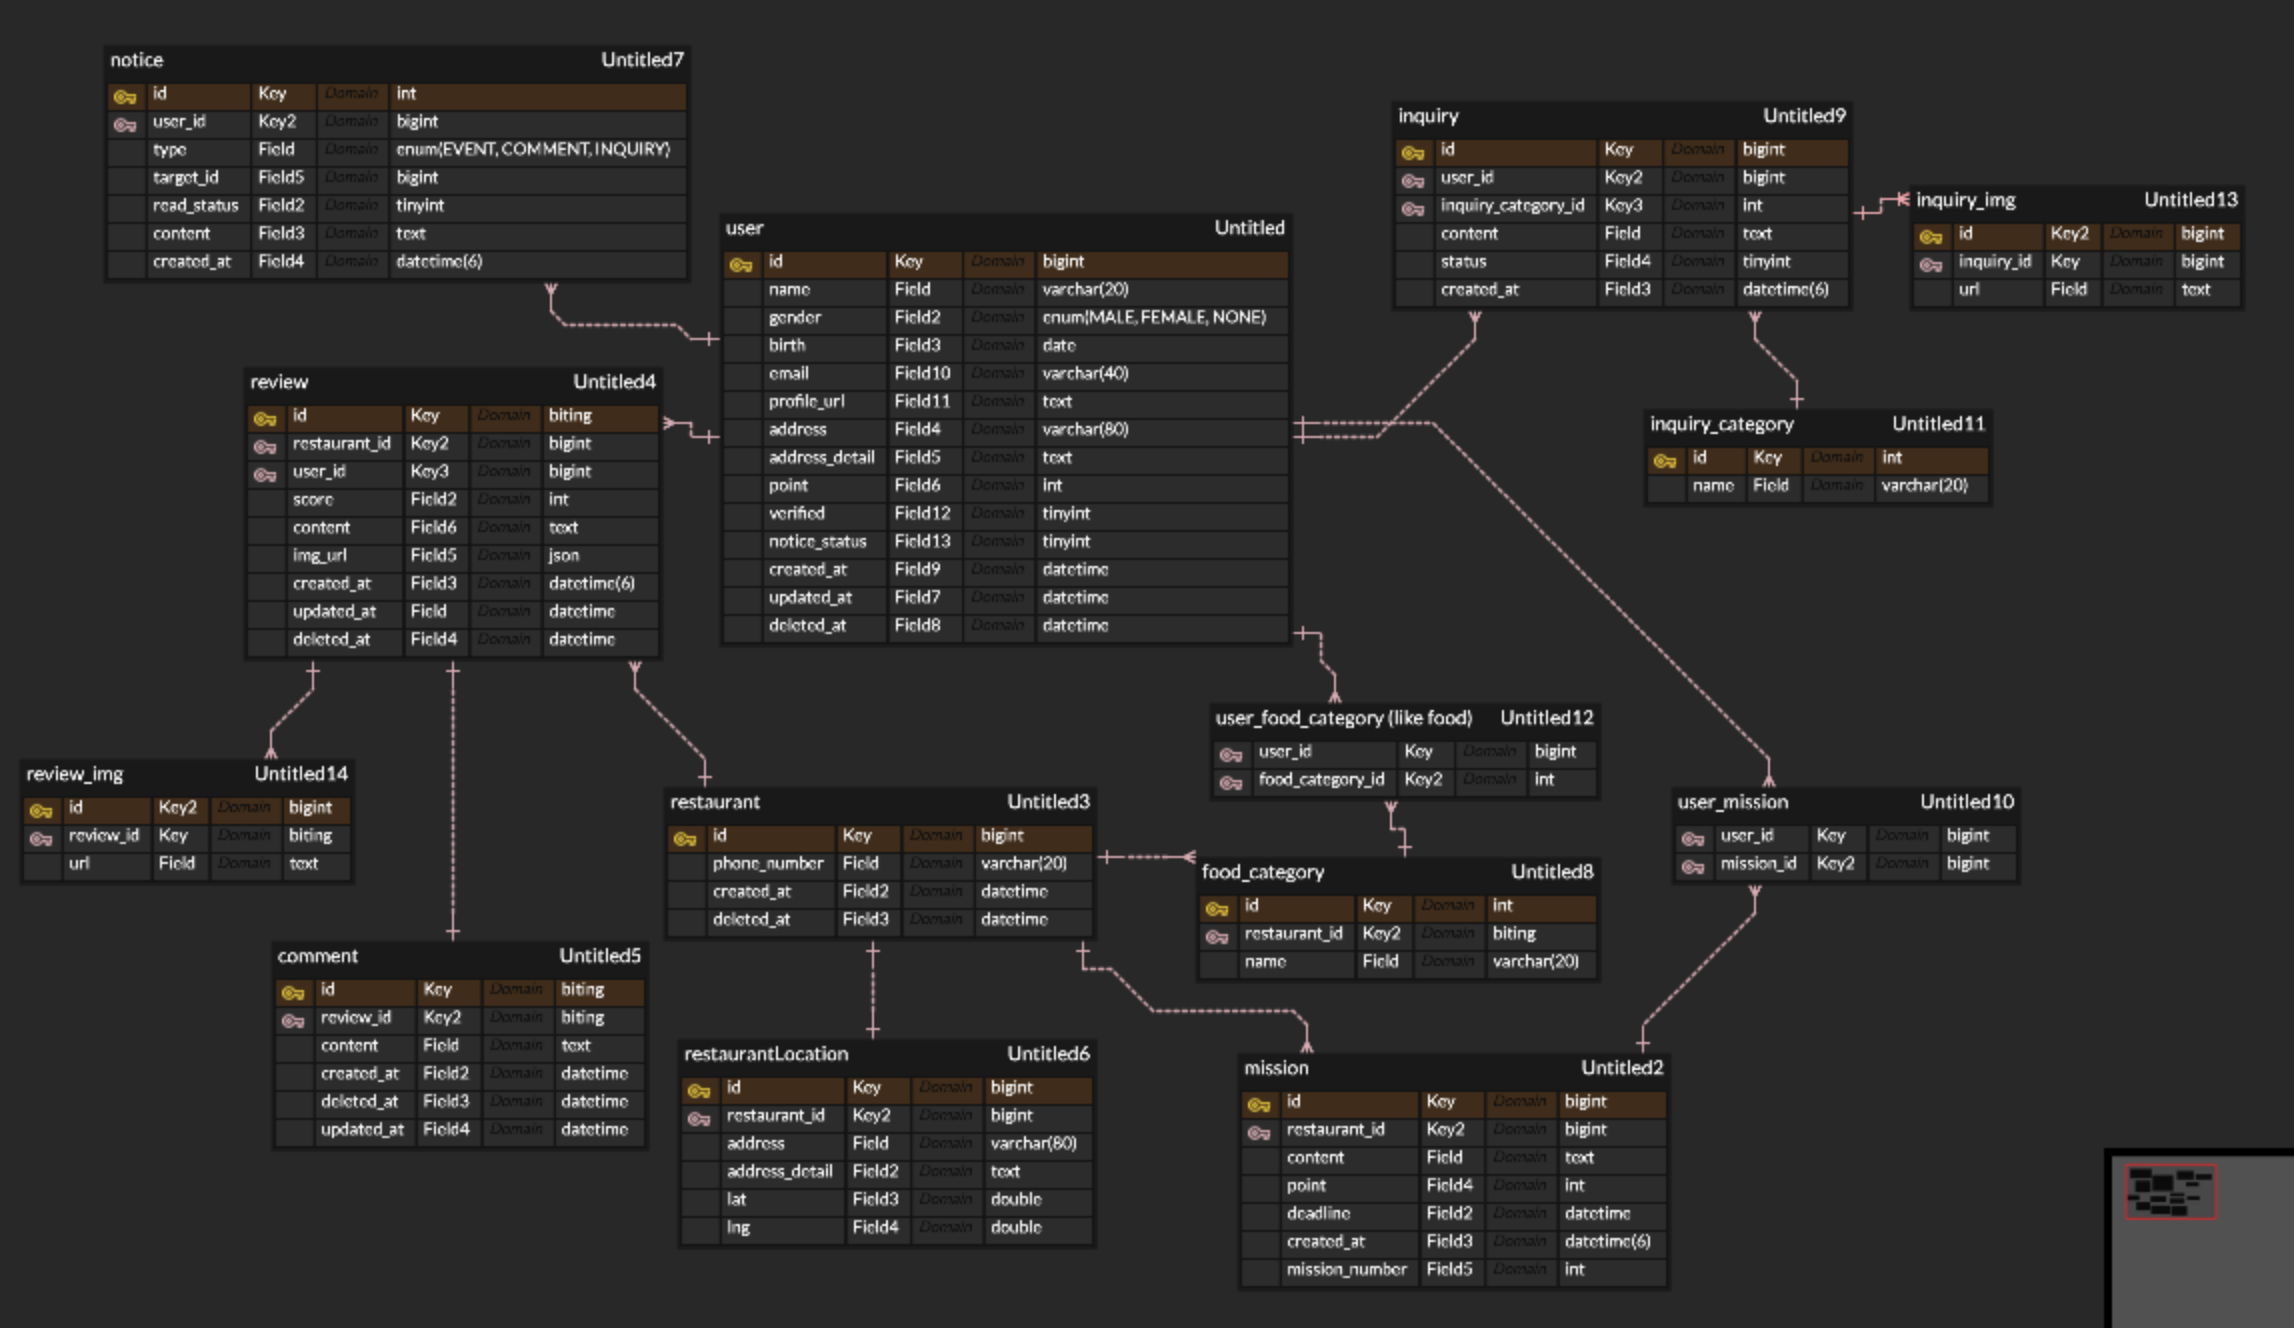 notice Untitled7
id Key Domain int
user_id Key2 Domain bigint
type Field Domain enum(EVENT, COMMENT, INQUIRY)
target_id Field5 Domain bigint
read_status Field2 Domain tinyint
content Field3 Domain text
created_at Field4 Domain datetime(6)
user Untitled
id Key Domain bigint
name Field Domain varchar(20)
gender Field2 Domain enum(MALE, FEMALE, NONE)
birth Field3 Domain date
email Field10 Domain varchar(40)
profile_url Field11 Domain text
address Field4 Domain varchar(80)
address_detail Field5 Domain text
point Field6 Domain int
verified Field12 Domain tinyint
notice_status Field13 Domain tinyint
created_at Field9 Domain datetime
updated_at Field7 Domain datetime
deleted_at Field8 Domain datetime
inquiry Untitled9
id Key Domain bigint
user_id Key2 Domain bigint
inquiry_category_id Key3 Domain int
content Field Domain text
status Field4 Domain tinyint
created_at Field3 Domain datetime(6)
inquiry_img Untitled13
id Key2 Domain bigint
inquiry_id Key Domain bigint
url Field Domain text
inquiry_category Untitled11
id Key Domain int
name Field Domain varchar(20)
review Untitled4
id Key Domain biting
restaurant_id Key2 Domain bigint
user_id Key3 Domain bigint
score Field2 Domain int
content Field6 Domain text
img_url Field5 Domain json
created_at Field3 Domain datetime(6)
updated_at Field Domain datetime
deleted_at Field4 Domain datetime
review_img Untitled14
id Key2 Domain bigint
review_id Key Domain biting
url Field Domain text
restaurant Untitled3
id Key Domain bigint
phone_number Field Domain varchar(20)
created_at Field2 Domain datetime
deleted_at Field3 Domain datetime
user_food_category (like food) Untitled12
user_id Key Domain bigint
food_category_id Key2 Domain int
food_category Untitled8
id Key Domain int
restaurant_id Key2 Domain biting
name Field Domain varchar(20)
user_mission Untitled10
user_id Key Domain bigint
mission_id Key2 Domain bigint
comment Untitled5
id Key Domain biting
review_id Key2 Domain biting
content Field Domain text
created_at Field2 Domain datetime
deleted_at Field3 Domain datetime
updated_at Field4 Domain datetime
restaurantLocation Untitled6
id Key Domain bigint
restaurant_id Key2 Domain bigint
address Field Domain varchar(80)
address_detail Field2 Domain text
lat Field3 Domain double
lng Field4 Domain double
mission Untitled2
id Key Domain bigint
restaurant_id Key2 Domain bigint
content Field Domain text
point Field4 Domain int
deadline Field2 Domain datetime
created_at Field3 Domain datetime(6)
mission_number Field5 Domain int